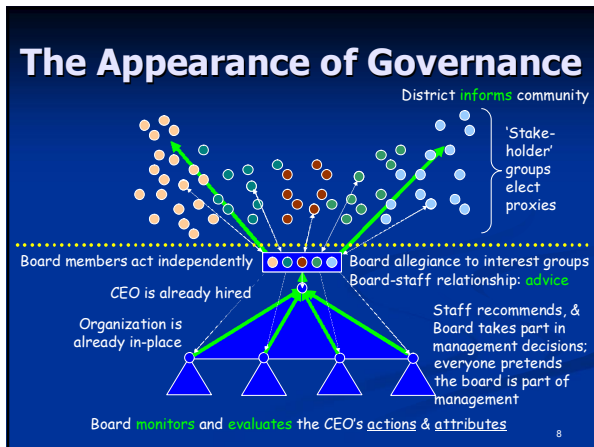 The Appearance of Governance
District informs community
‘Stake-
holder’
groups
elect
proxies
Board members act independently
Board allegiance to interest groups
Board-staff relationship: advice
CEO is already hired
Organization is
already in-place
Staff recommends, &
Board takes part in
management decisions;
everyone pretends
the board is part of
management
Board monitors and evaluates the CEO’s actions & attributes
8